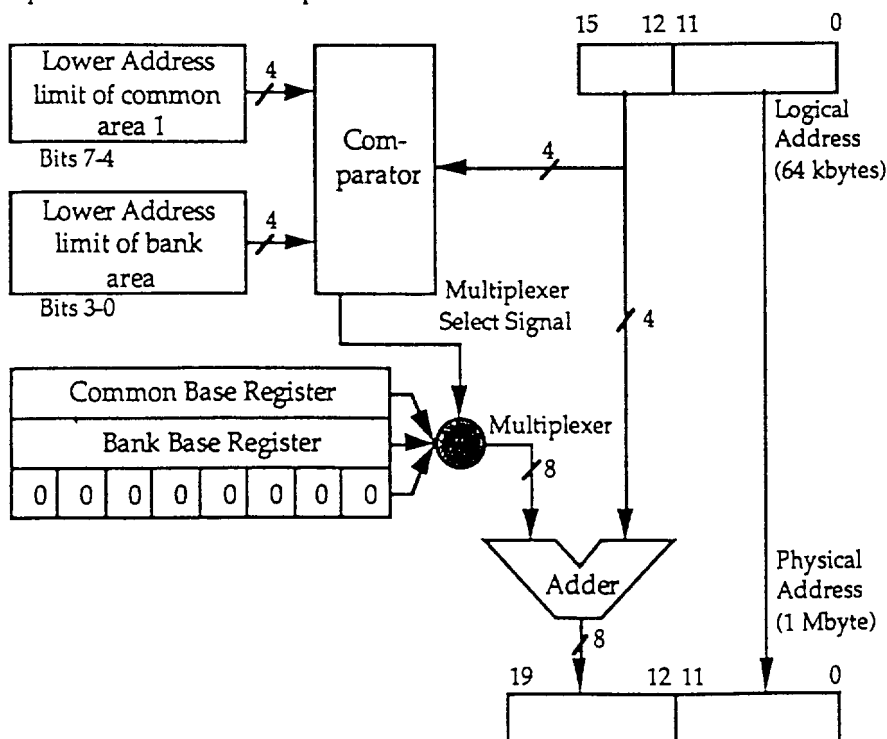 15 12 11 0
Lower Address
limit of common
area 1
Bits 7-4
4
Com-
parator
4
Logical
Address
(64 kbytes)
Lower Address
limit of bank
area
Bits 3-0
4
Multiplexer
Select Signal
4
Common Base Register
Bank Base Register
0 0 0 0 0 0 0 0
Multiplexer
8
Adder
8
Physical
Address
(1 Mbyte)
19 12 11 0